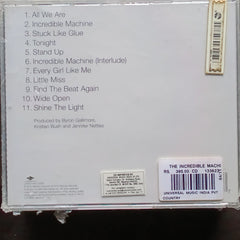 1 All We Are
2 Incredible Machine
3 Stuck Like Glue
4 Tonight
5 Stand Up
6 Incredible Machine (Interlude)
7 Every Girl Like Me
8 Little Miss
9 Find The Beat Again
10 Wide Open
11 Shine The Light
Produced by Byron Gallimore,
Kristian Bush and Jennifer Nettles
THE INCREDIBLE MACHI
RS. 395.00 CD
UNIVERSAL MUSIC INDIA PVT
COUNTRY